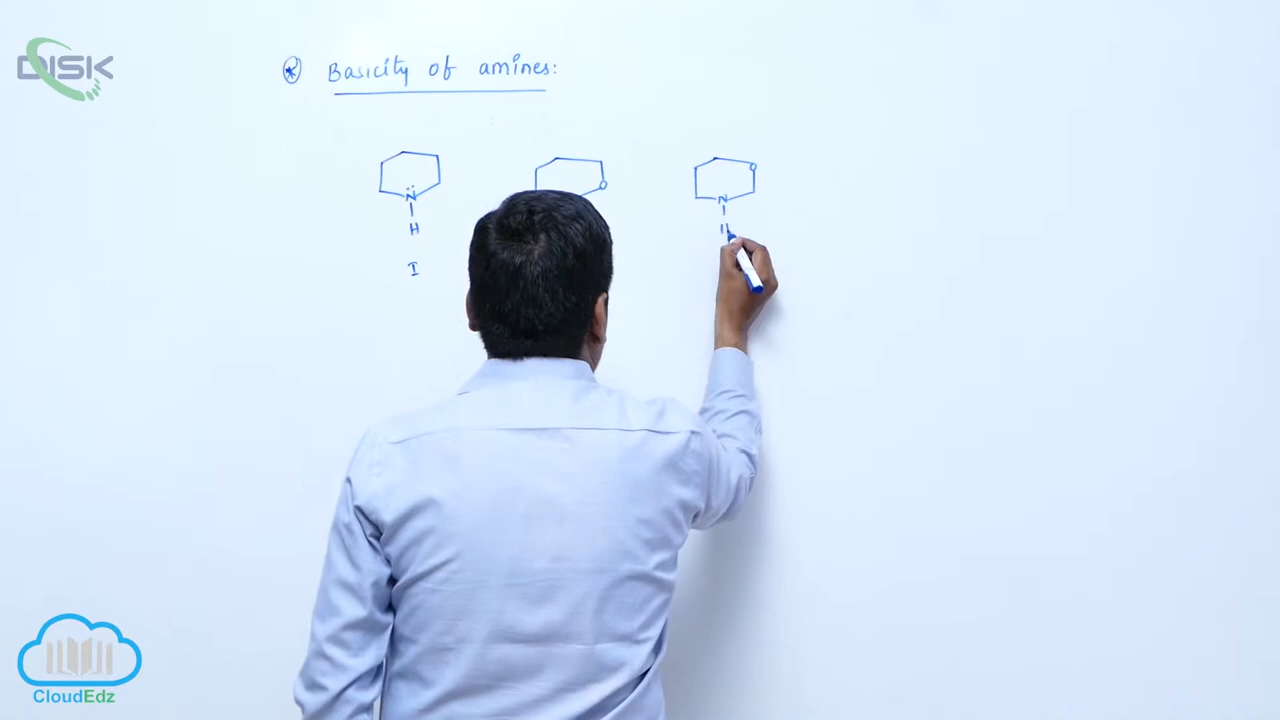 DISK
Basicity of amines:
O O
N̈ N
H
I
CloudEdz